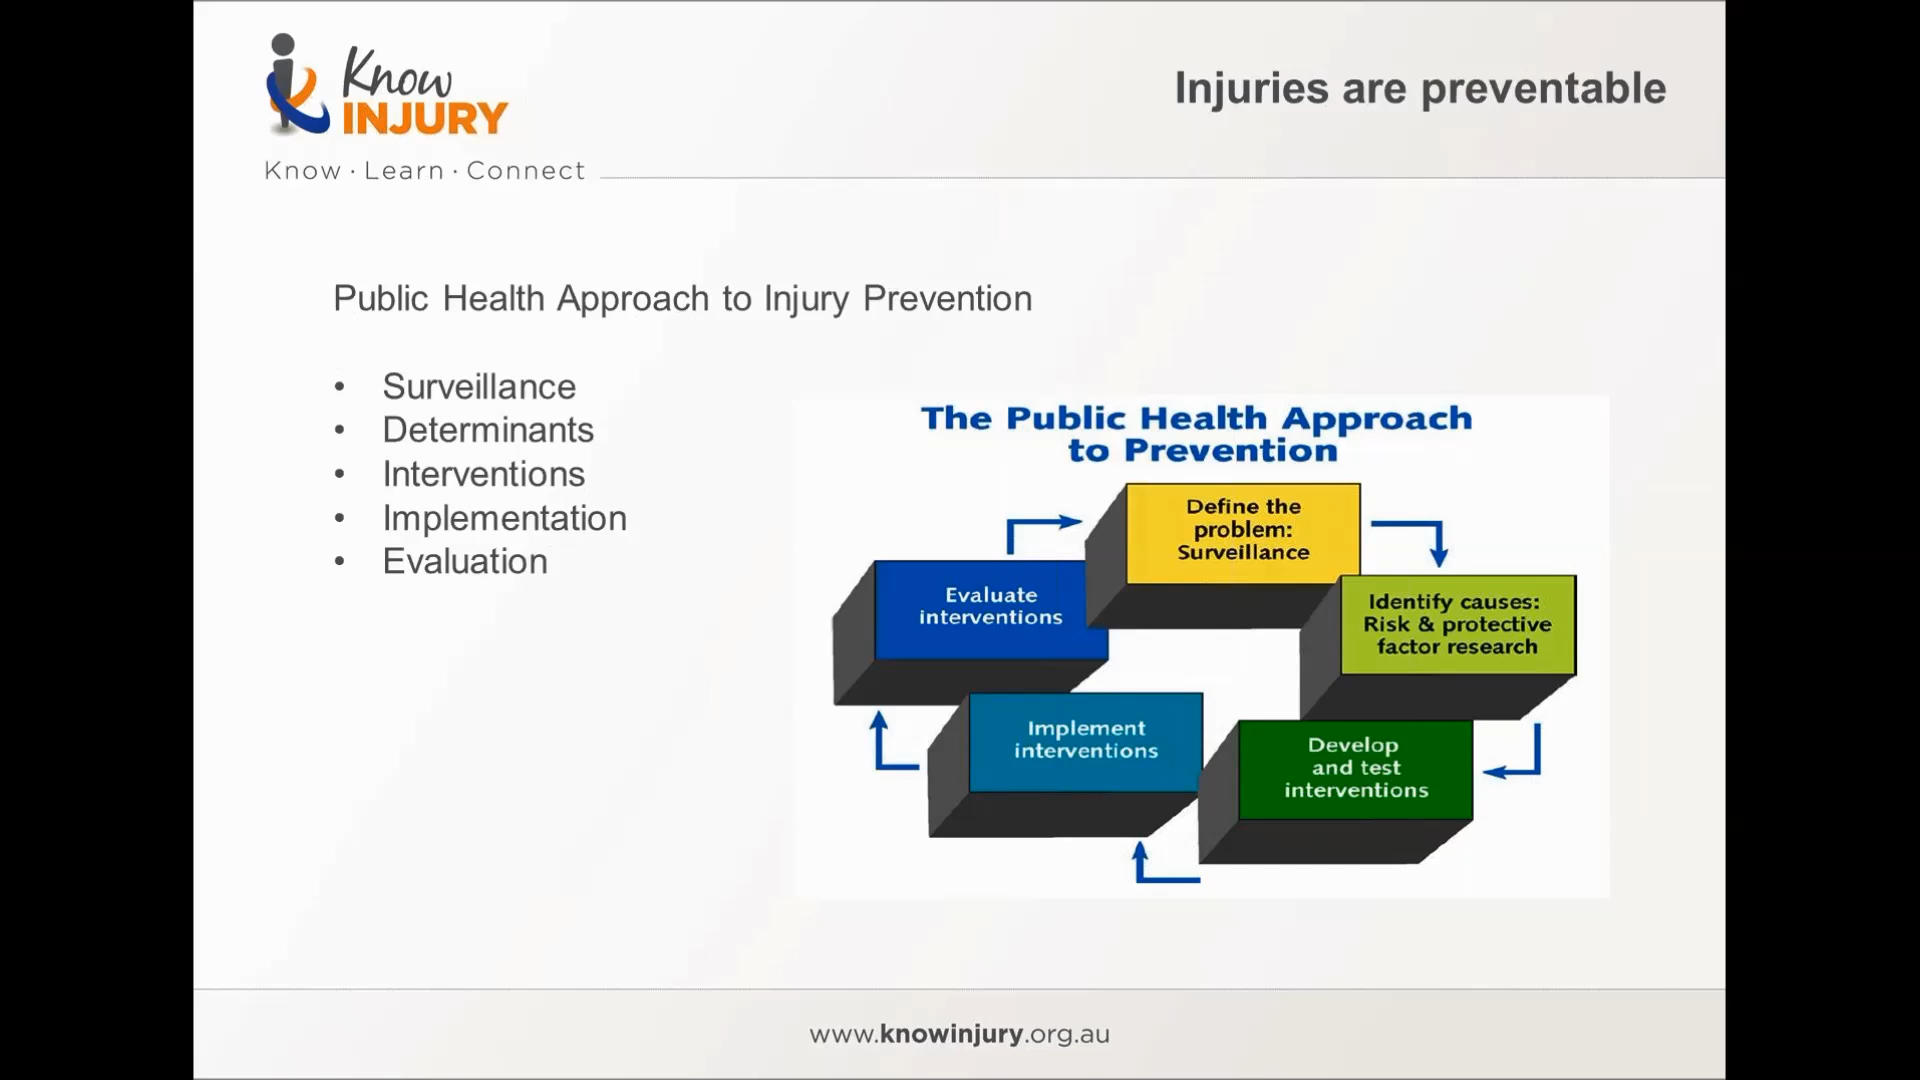 Know
INJURY
Know · Learn · Connect
Injuries are preventable
Public Health Approach to Injury Prevention
• Surveillance
• Determinants
• Interventions
• Implementation
• Evaluation
The Public Health Approach
to Prevention
Define the
problem:
Surveillance
Identify causes:
Risk & protective
factor research
Develop
and test
interventions
Implement
interventions
Evaluate
interventions
www.knowinjury.org.au